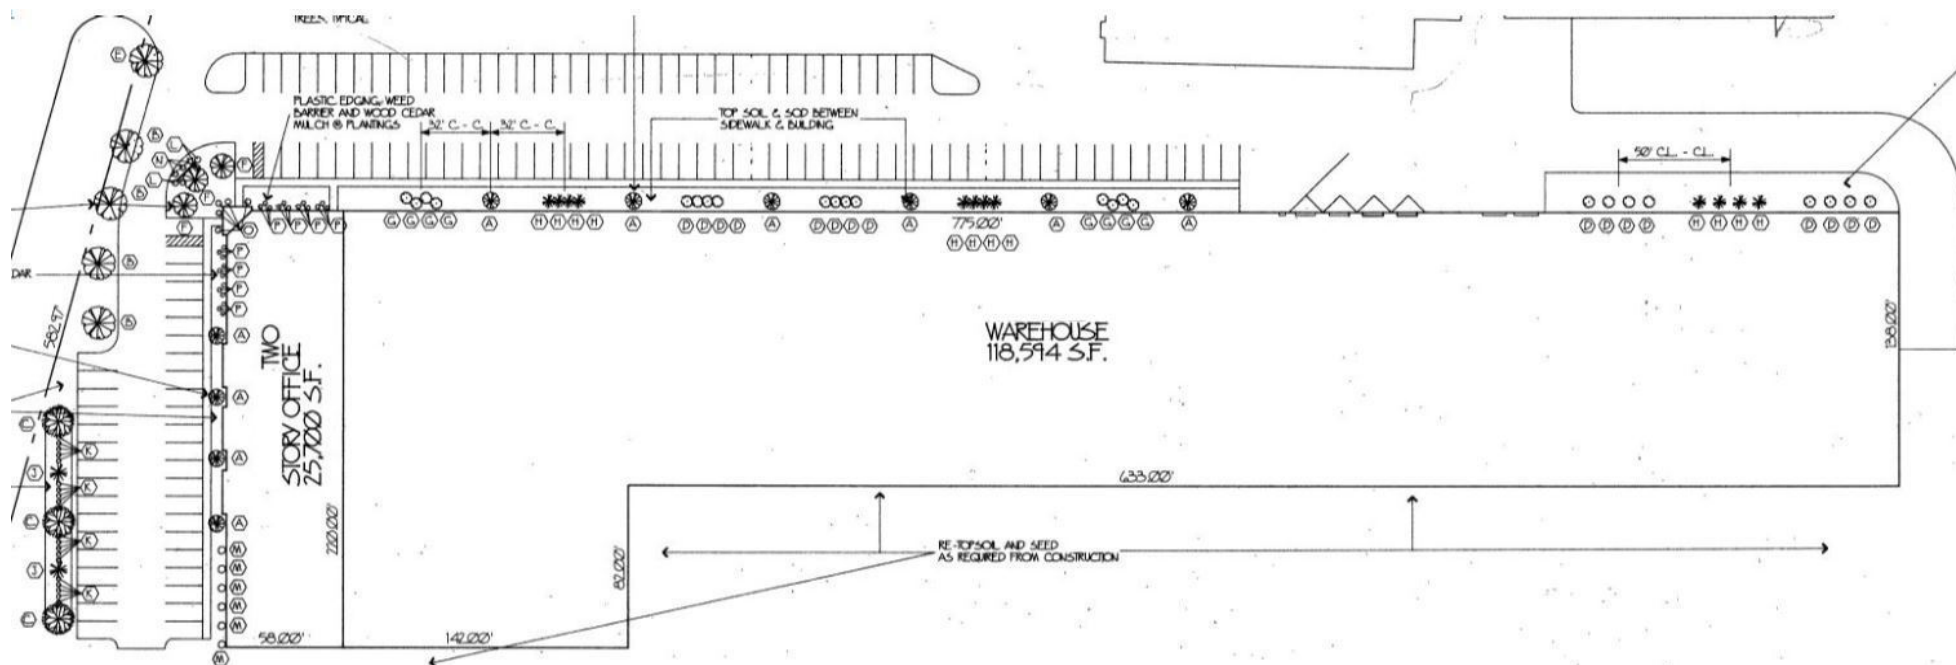 TREES, TYPICAL
PLASTIC EDGING, WEED
BARRIER AND WOOD CEDAR
MULCH @ PLANTINGS
32' C - C
32' C - C
TOP SOIL & SOD BETWEEN
SIDEWALK & BUILDING
50' C.L. - C.L.
E
B
L
N
L
B
F
F
F
O
P P P P
G G G G
A
H H H H
A
D D D D
A
D D D D
A
775.00'
H H H H
A
G G G G
A
D D D D
H H H H
D D D D
DAR
B
B
P
P
P
P
A
A
A
A
582.97'
TWO
STORY OFFICE
25,700 S.F.
WAREHOUSE
118,594 S.F.
138.00'
633.00'
220.00'
82.00'
K
J
K
K
J
K
M
M
M
M
M
M
RE-TOPSOIL AND SEED
AS REQUIRED FROM CONSTRUCTION
58.00'
142.00'